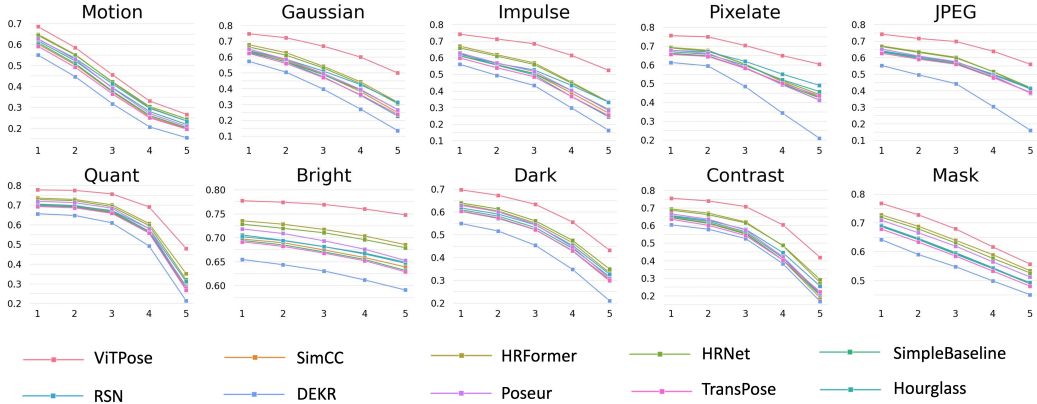 Motion Gaussian Impulse Pixelate JPEG
0.7 0.8 0.8 0.8 0.8
0.6 0.7 0.7 0.7 0.7
0.5 0.6 0.6 0.6 0.6
0.4 0.5 0.5 0.5 0.5
0.3 0.4 0.4 0.4 0.4
0.2 0.3 0.3 0.3 0.3
0.2 0.2 0.2 0.2
0.1 0.1 0.1
1 2 3 4 5 1 2 3 4 5 1 2 3 4 5 1 2 3 4 5 1 2 3 4 5
Quant Bright Dark Contrast Mask
0.8 0.80 0.7 0.8 0.8
0.7 0.75 0.6 0.7 0.7
0.6 0.70 0.5 0.6 0.6
0.5 0.65 0.4 0.5 0.5
0.4 0.60 0.3 0.4
0.3 0.2 0.3
0.2 0.2
1 2 3 4 5 1 2 3 4 5 1 2 3 4 5 1 2 3 4 5 1 2 3 4 5
ViTPose SimCC HRFormer HRNet SimpleBaseline
RSN DEKR Poseur TransPose Hourglass